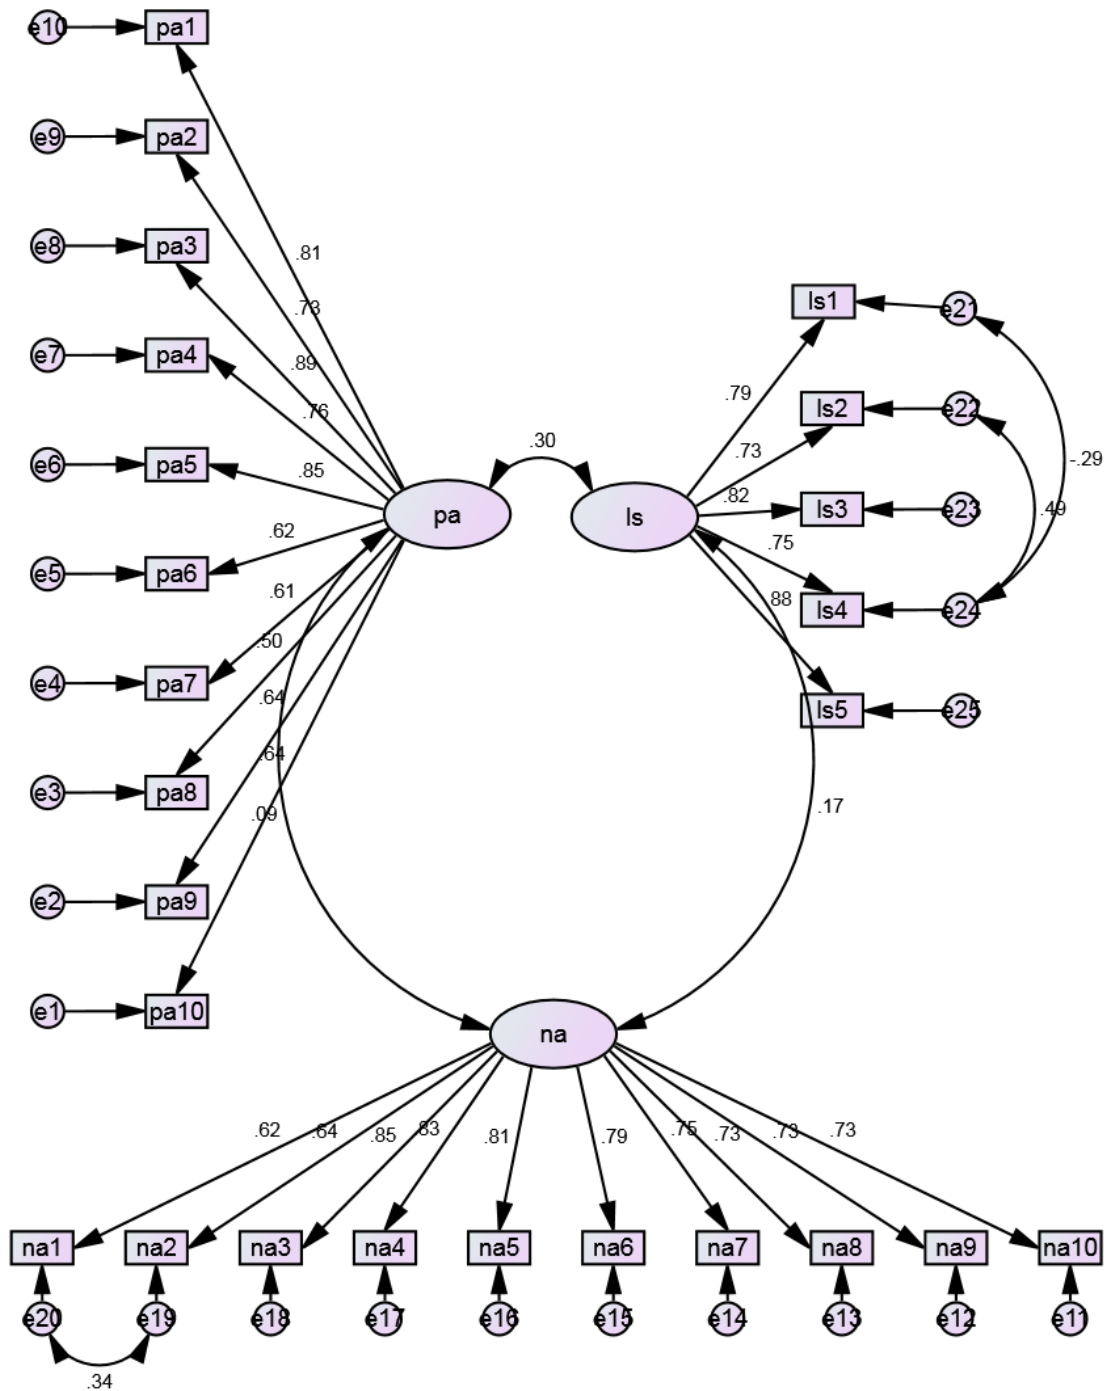 e10 pa1
e9 pa2
e8 pa3
e7 pa4
e6 pa5
e5 pa6
e4 pa7
e3 pa8
e2 pa9
e1 pa10
.81
.73
.89
.76
.85
.62
.61
.50
.64
.64
.09
pa
.30
ls
.79
.73
.82
.75
88
ls1 e21
ls2 e22
ls3 e23
ls4 e24
ls5 e25
-.29
.49
.17
na
.62 .64 .85 .83 .81 .79 .75 .73 .73 .73
na1 na2 na3 na4 na5 na6 na7 na8 na9 na10
e20 e19 e18 e17 e16 e15 e14 e13 e12 e11
.34